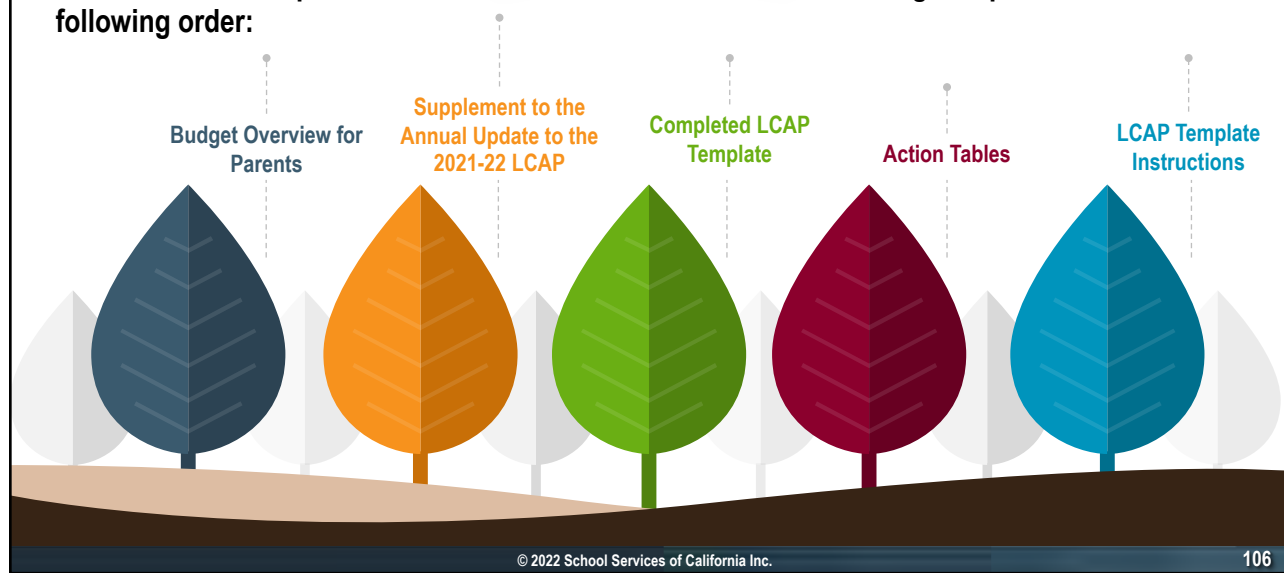 following order:
Budget Overview for
Parents
Supplement to the
Annual Update to the
2021-22 LCAP
Completed LCAP
Template
Action Tables
LCAP Template
Instructions
© 2022 School Services of California Inc.
106